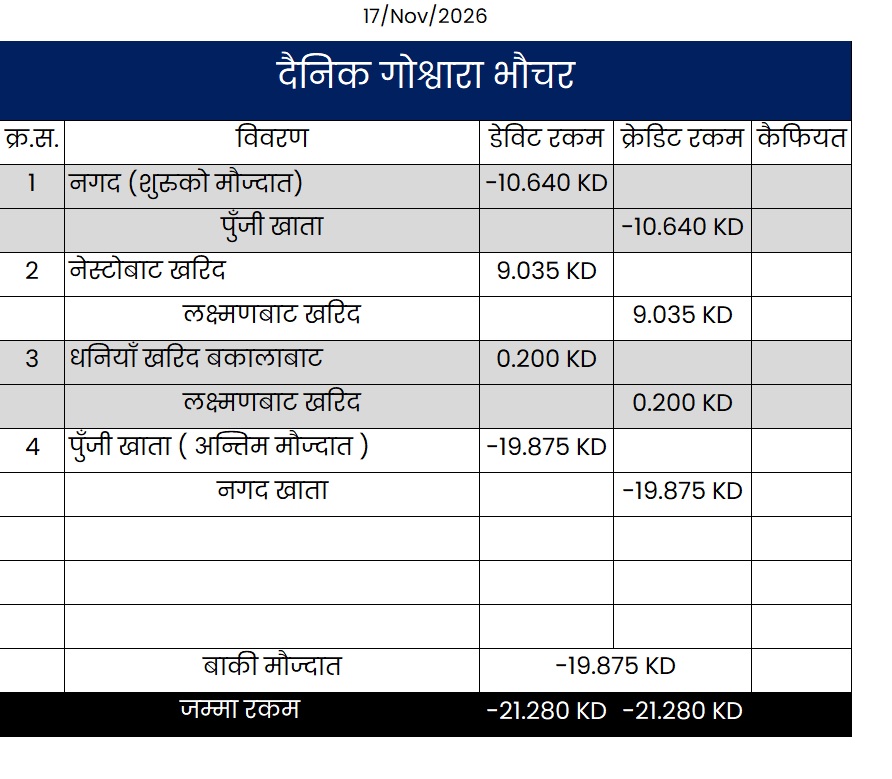 17/Nov/2026
दैनिक गोश्वारा भौचर
क्र.स. विवरण डेविट रकम क्रेडिट रकम कैफियत
1 नगद (शुरुको मौज्दात) -10.640 KD
पुँजी खाता -10.640 KD
2 नेस्टोबाट खरिद 9.035 KD
लक्ष्मणबाट खरिद 9.035 KD
3 धनियाँ खरिद बकालाबाट 0.200 KD
लक्ष्मणबाट खरिद 0.200 KD
4 पुँजी खाता ( अन्तिम मौज्दात ) -19.875 KD
नगद खाता -19.875 KD
बाकी मौज्दात -19.875 KD
जम्मा रकम -21.280 KD -21.280 KD